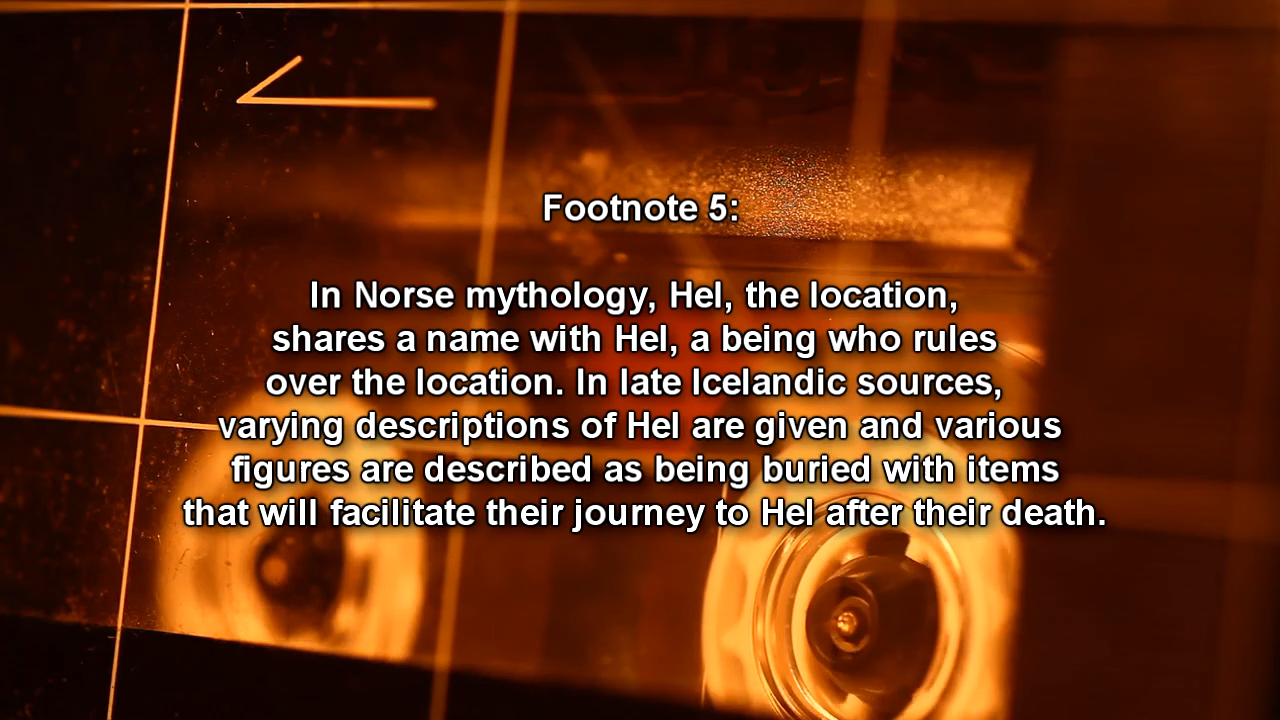 Footnote 5:
In Norse mythology, Hel, the location,
shares a name with Hel, a being who rules
over the location. In late Icelandic sources,
varying descriptions of Hel are given and various
figures are described as being buried with items
that will facilitate their journey to Hel after their death.